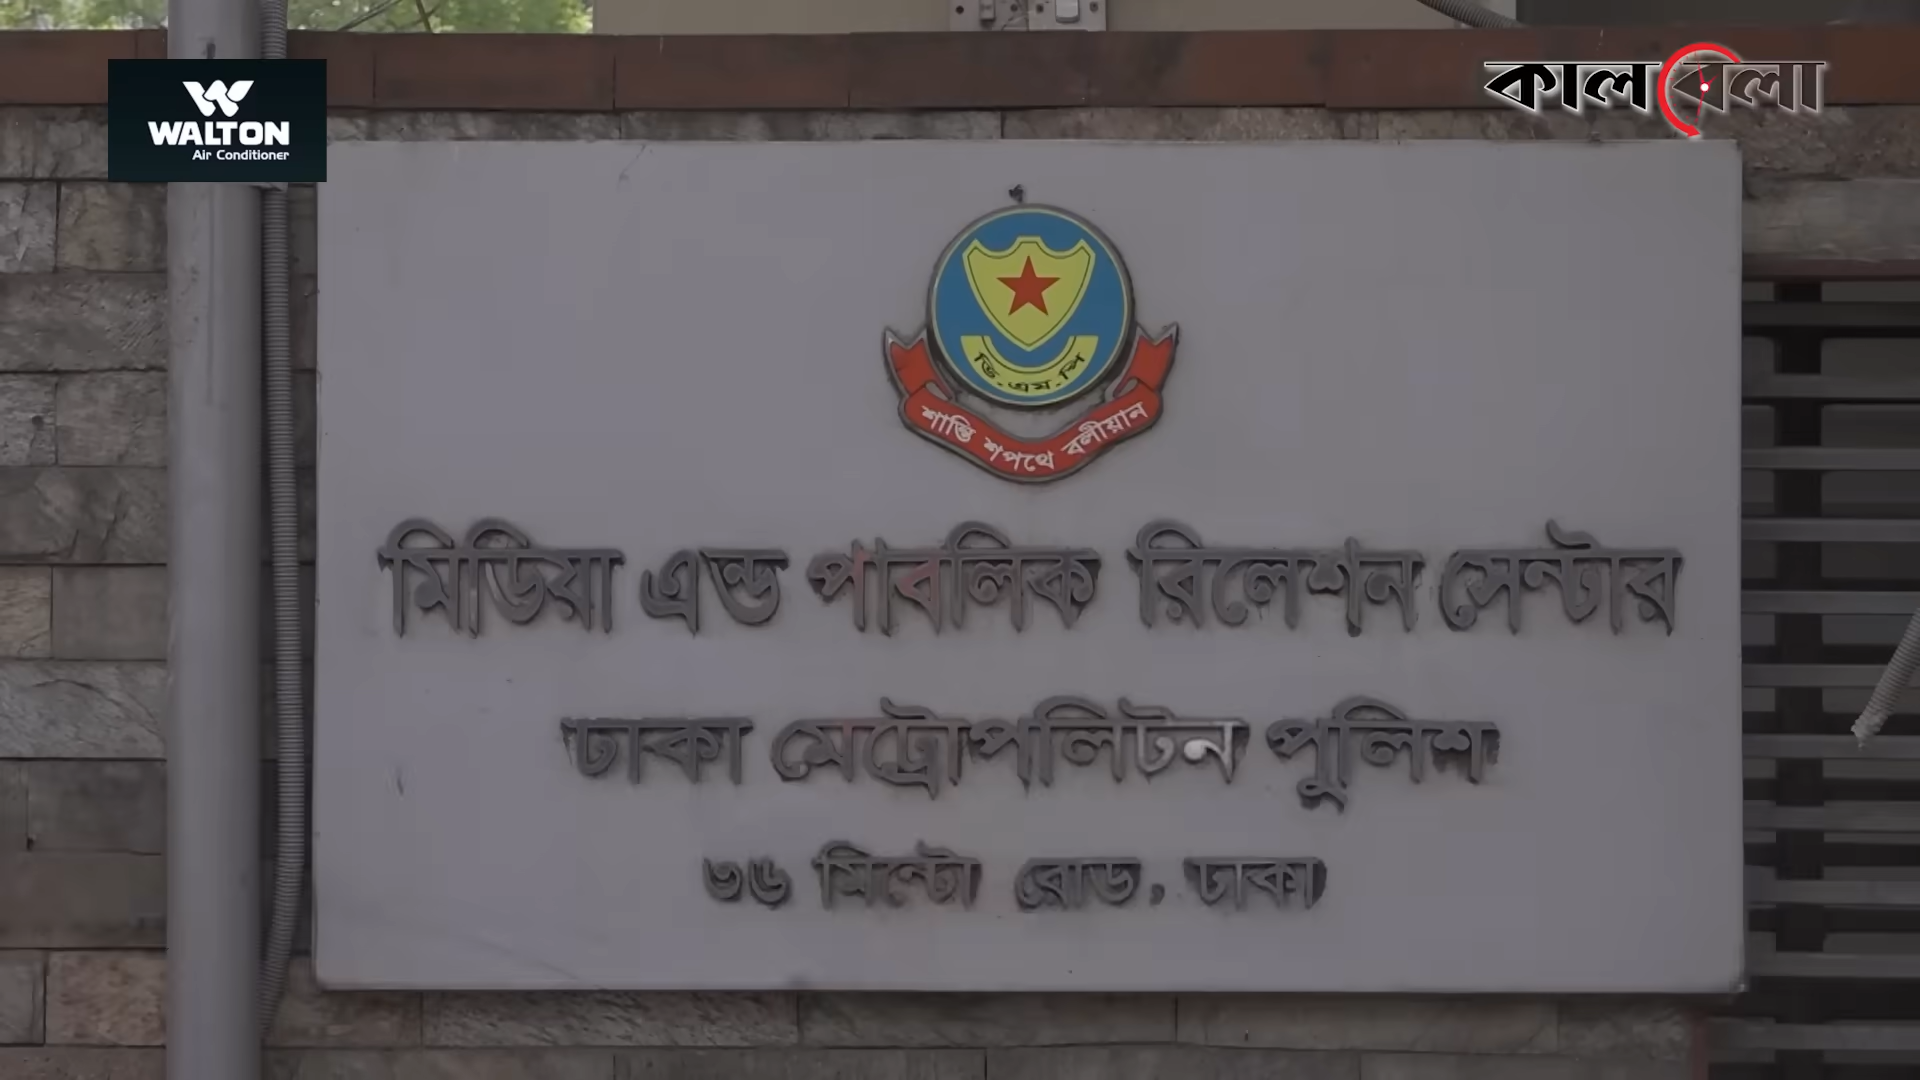 WALTON
Air Conditioner
কালবেলা
ডি.এম.পি
শান্তি শপথে বলীয়ান
মিডিয়া এন্ড পাবলিক রিলেশন সেন্টার
ঢাকা মেট্রোপলিটন পুলিশ
৩৬ মিন্টো রোড, ঢাকা